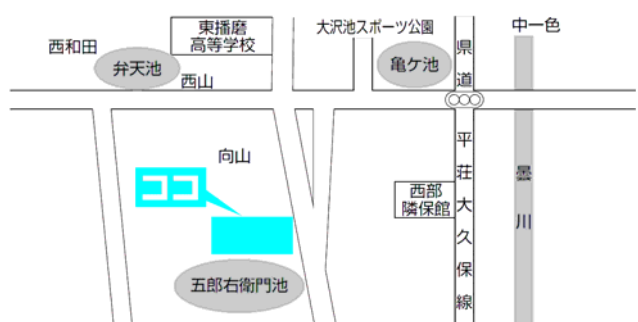 東播磨
高等学校
大沢池スポーツ公園
中一色
西和田
弁天池
西山
亀ケ池
県道平荘大久保線
向山
ココ
西部
隣保館
曇川
五郎右衛門池